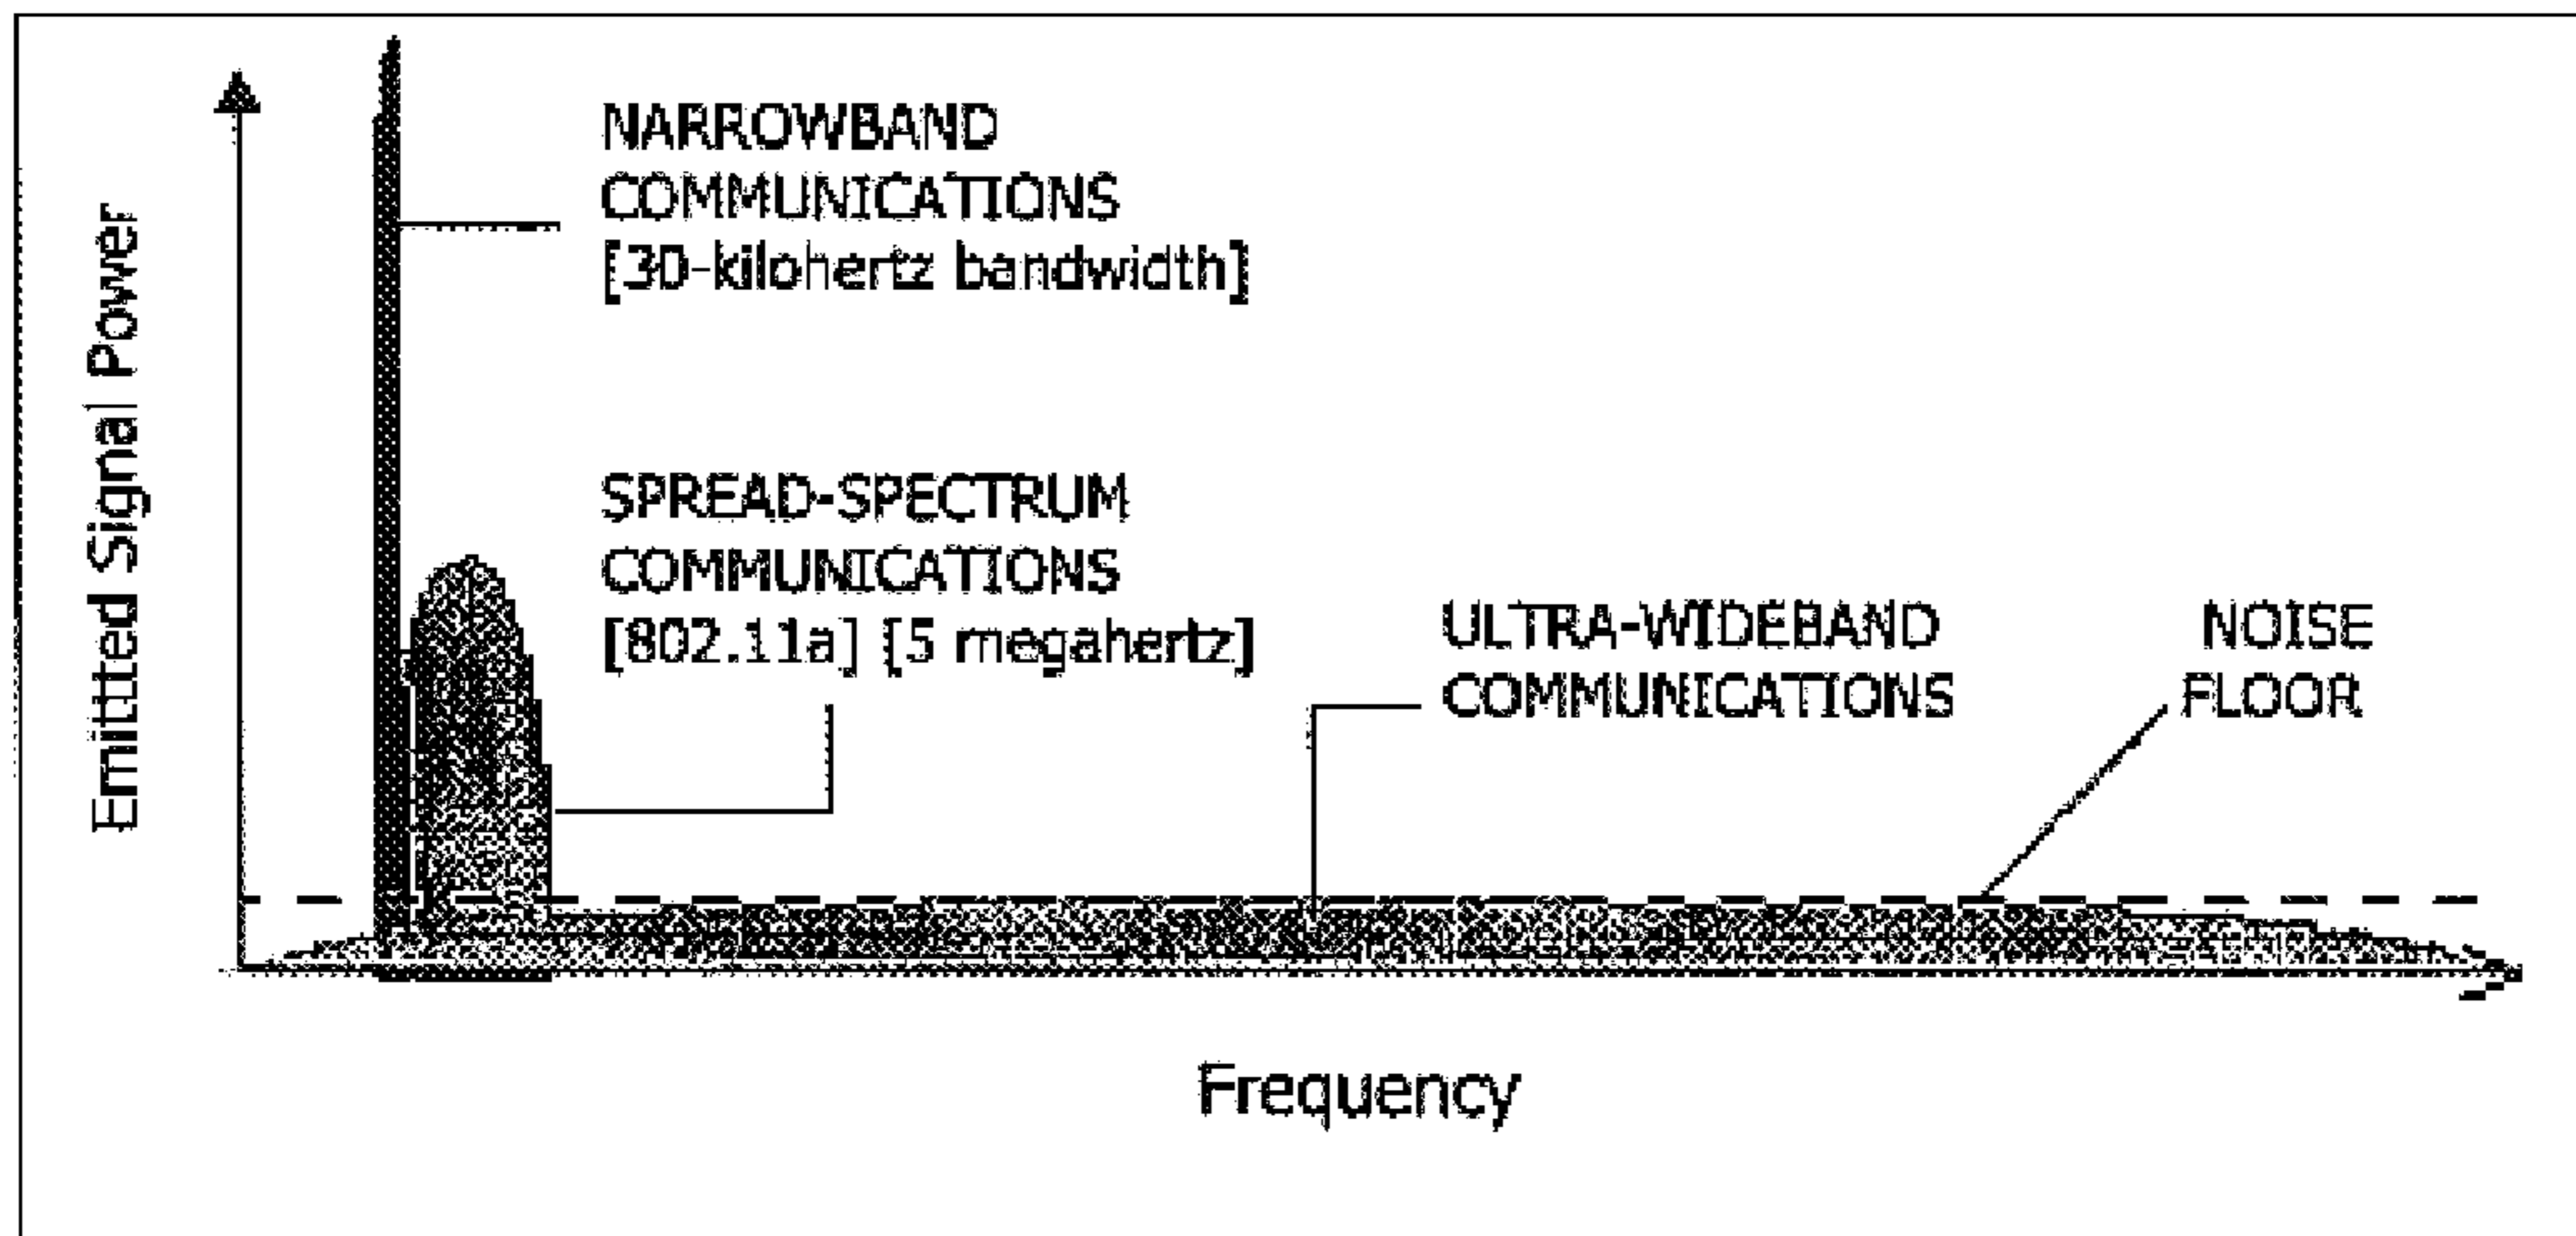 Emitted Signal Power
NARROWBAND
COMMUNICATIONS
[30-kilohertz bandwidth]
SPREAD-SPECTRUM
COMMUNICATIONS
[802.11a] [5 megahertz]
ULTRA-WIDEBAND
COMMUNICATIONS
NOISE
FLOOR
Frequency